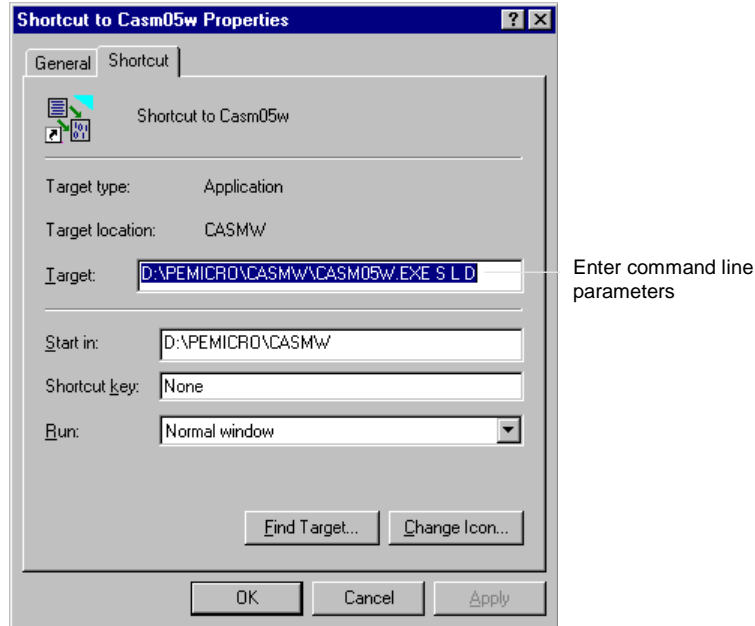 Shortcut to Casm05w Properties
General Shortcut
Shortcut to Casm05w
Target type: Application
Target location: CASMW
Target: D:\PEMICRO\CASMW\CASM05W.EXE S L D
Enter command line
parameters
Start in: D:\PEMICRO\CASMW
Shortcut key: None
Run: Normal window
Find Target... Change Icon...
OK Cancel Apply